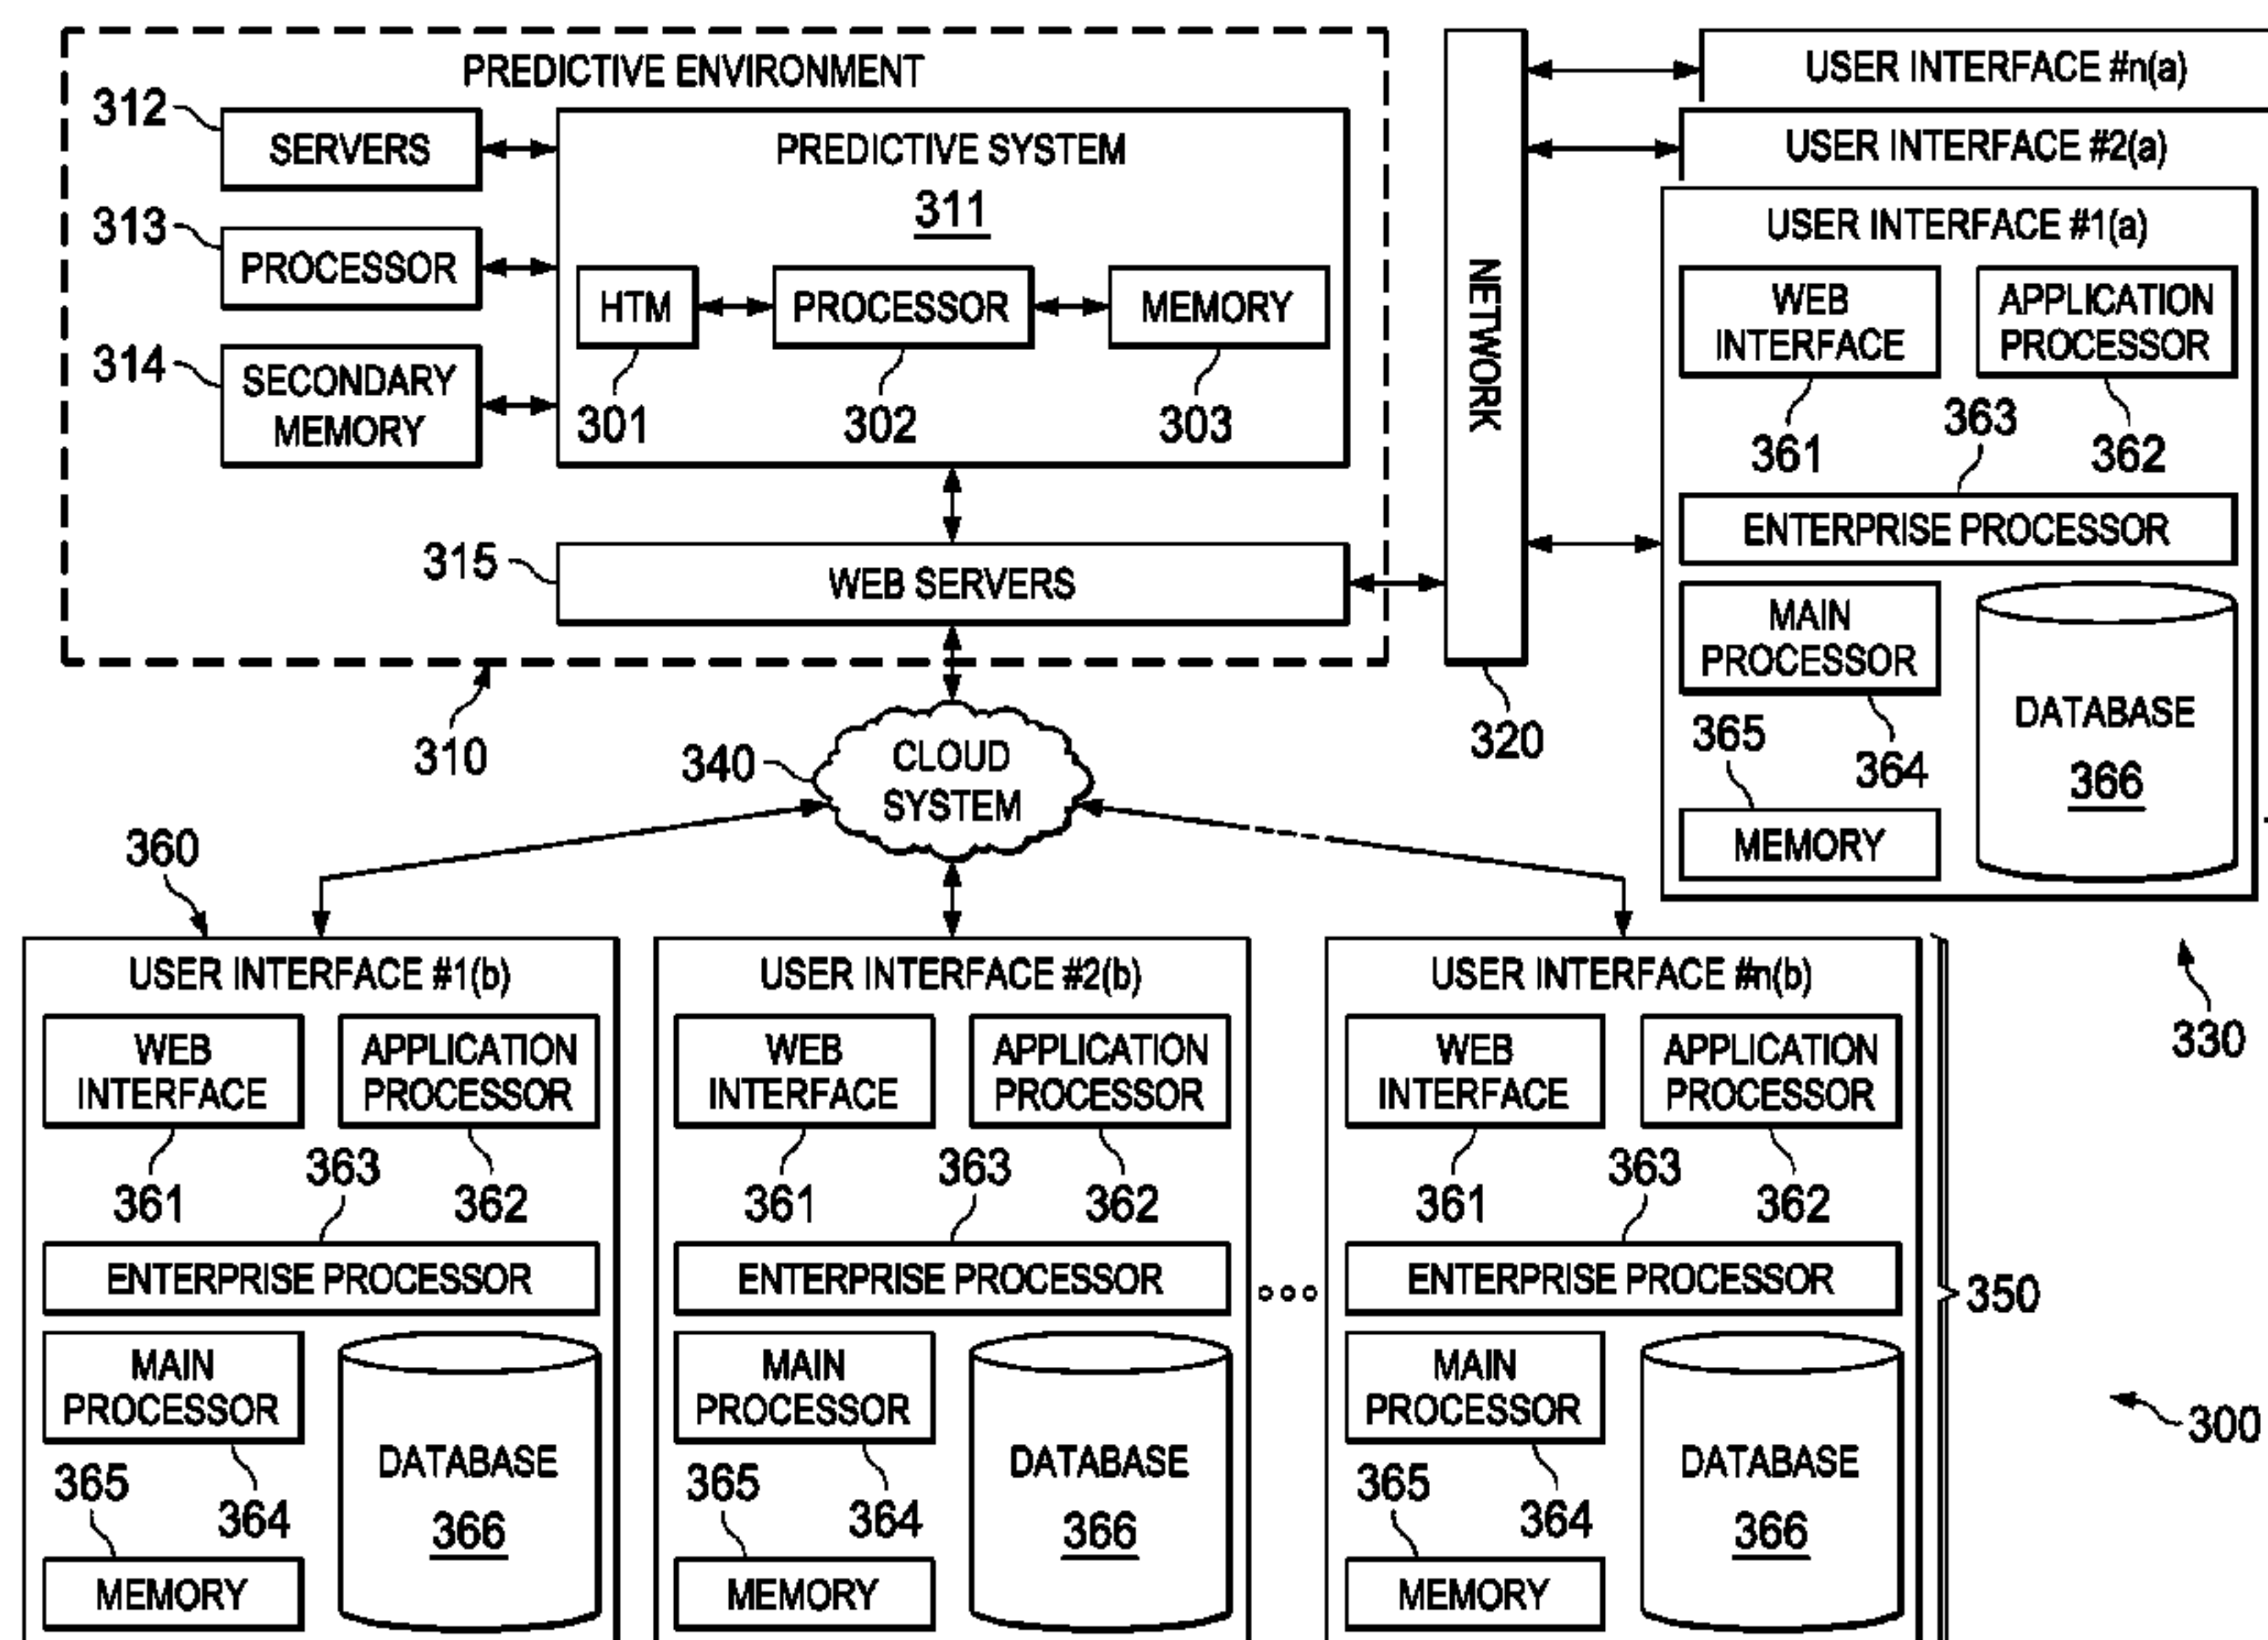 PREDICTIVE ENVIRONMENT
312
SERVERS
313
PROCESSOR
314
SECONDARY
MEMORY
PREDICTIVE SYSTEM
311
HTM
PROCESSOR
MEMORY
301
302
303
315
WEB SERVERS
310
NETWORK
320
USER INTERFACE #n(a)
USER INTERFACE #2(a)
USER INTERFACE #1(a)
WEB
INTERFACE
APPLICATION
PROCESSOR
361
363
362
ENTERPRISE PROCESSOR
MAIN
PROCESSOR
365
364
MEMORY
DATABASE
366
330
340
CLOUD
SYSTEM
360
USER INTERFACE #1(b)
WEB
INTERFACE
APPLICATION
PROCESSOR
361
363
362
ENTERPRISE PROCESSOR
MAIN
PROCESSOR
365
364
MEMORY
DATABASE
366
USER INTERFACE #2(b)
WEB
INTERFACE
APPLICATION
PROCESSOR
361
363
362
ENTERPRISE PROCESSOR
MAIN
PROCESSOR
365
364
MEMORY
DATABASE
366
USER INTERFACE #n(b)
WEB
INTERFACE
APPLICATION
PROCESSOR
361
363
362
ENTERPRISE PROCESSOR
MAIN
PROCESSOR
365
364
MEMORY
DATABASE
366
350
300